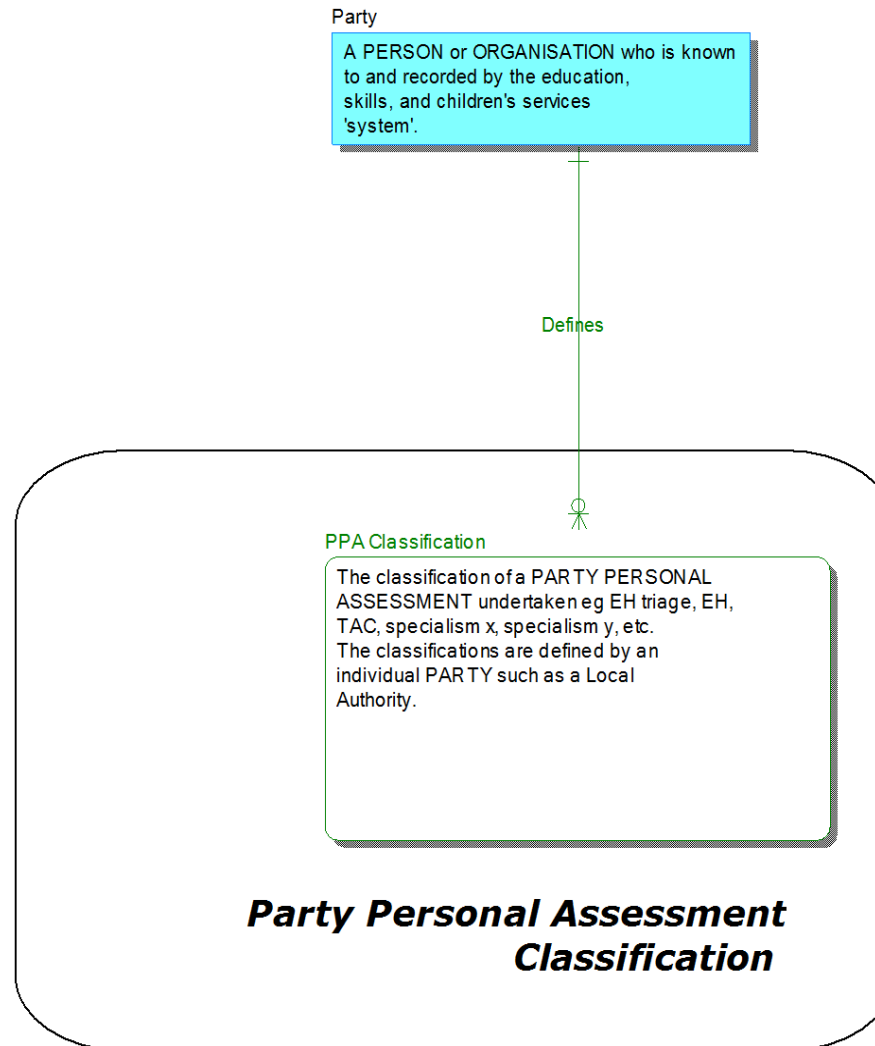 Party
A PERSON or ORGANISATION who is known
to and recorded by the education,
skills, and children's services
'system'.
Defines
PPA Classification
The classification of a PARTY PERSONAL
ASSESSMENT undertaken eg EH triage, EH,
TAC, specialism x, specialism y, etc.
The classifications are defined by an
individual PARTY such as a Local
Authority.
Party Personal Assessment
Classification